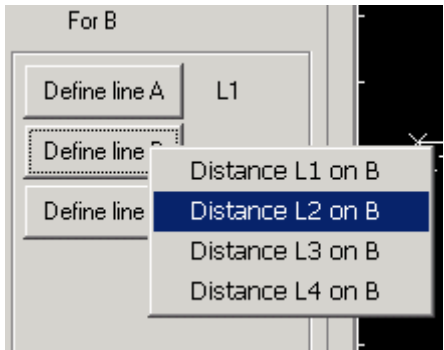 For B
Define line A L1
Define line
Distance L1 on B
Distance L2 on B
Define line
Distance L3 on B
Distance L4 on B